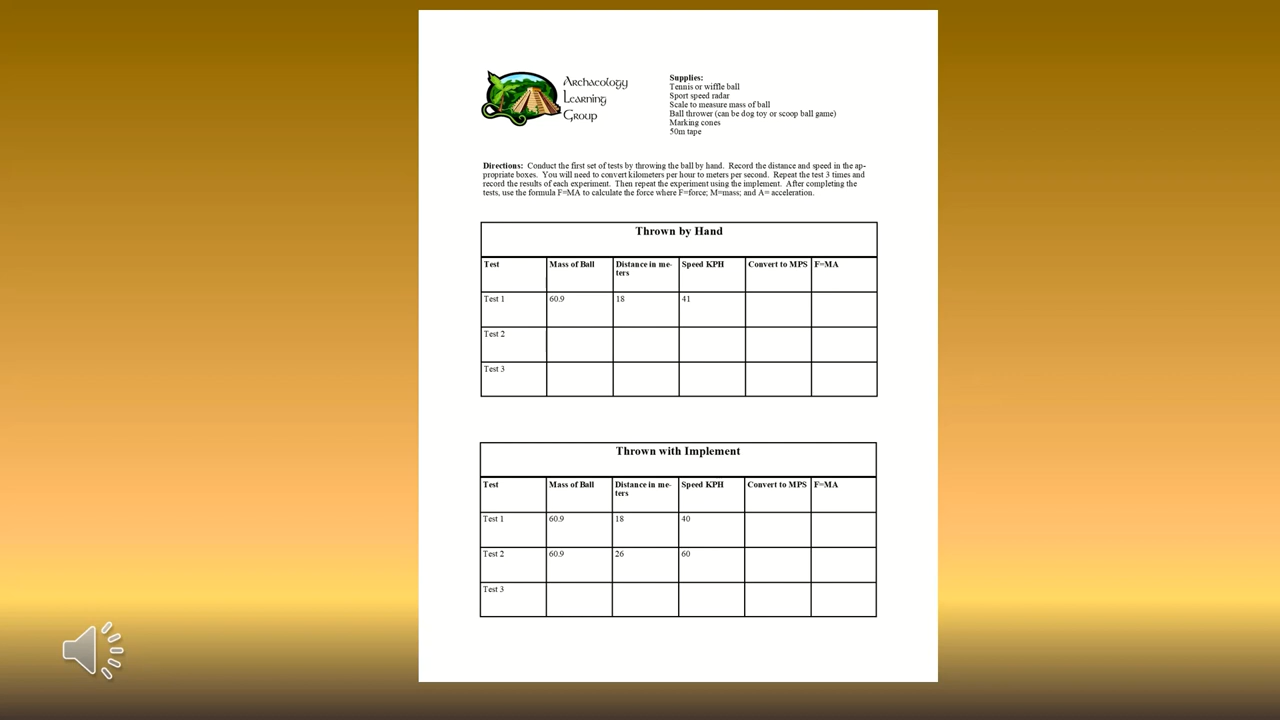 Archaeology
Learning
Group
Supplies:
Tennis or wiffle ball
Sport speed radar
Scale to measure mass of ball
Ball thrower (can be dog toy or scoop ball game)
Marking cones
50m tape
Directions: Conduct the first set of tests by throwing the ball by hand. Record the distance and speed in the ap-
propriate boxes. You will need to convert kilometers per hour to meters per second. Repeat the test 3 times and
record the results of each experiment. Then repeat the experiment using the implement. After completing the
tests, use the formula F=MA to calculate the force where F=force; M=mass; and A= acceleration.
Thrown by Hand
Test Mass of Ball Distance in me-ters Speed KPH Convert to MPS F=MA
Test 1 60.9 18 41
Test 2
Test 3
Thrown with Implement
Test Mass of Ball Distance in me-ters Speed KPH Convert to MPS F=MA
Test 1 60.9 18 40
Test 2 60.9 26 60
Test 3